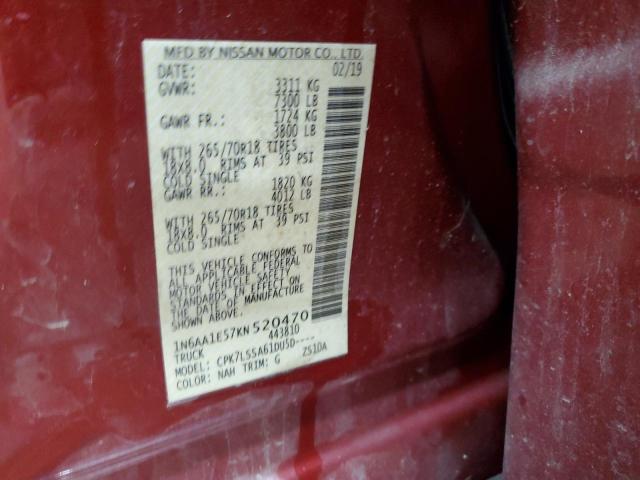 MFD BY NISSAN MOTOR CO., LTD.
DATE: 02/19
GVWR: 3311 KG
7300 LB
GAWR FR.: 1724 KG
3800 LB
WITH 265/70R18 TIRES
18X8.0 RIMS AT 39 PSI
COLD SINGLE
GAWR RR.: 1820 KG
4012 LB
WITH 265/70R18 TIRES
18X8.0 RIMS AT 39 PSI
COLD SINGLE
THIS VEHICLE CONFORMS TO
ALL APPLICABLE FEDERAL
MOTOR VEHICLE SAFETY
STANDARDS IN EFFECT ON
THE DATE OF MANUFACTURE
SHOWN ABOVE.
1N6AA1E57KN 520470
TRUCK 443810
MODEL: CPK7LSSA61DU5D----
COLOR: NAH TRIM: G ZS1DA